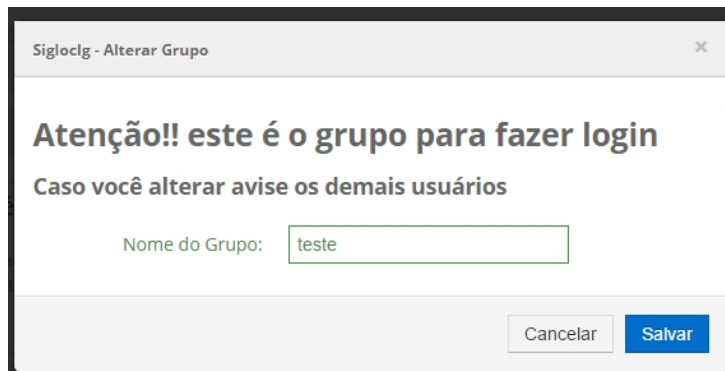 Sigloclg - Alterar Grupo
Atenção!! este é o grupo para fazer login
Caso você alterar avise os demais usuários
Nome do Grupo: teste
Cancelar Salvar